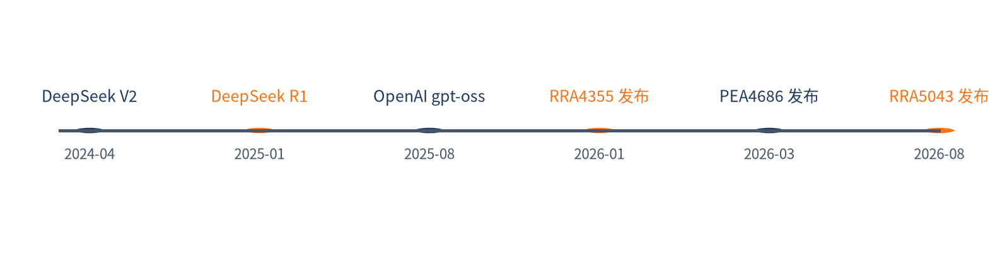 DeepSeek V2
DeepSeek R1
OpenAI gpt-oss
RRA4355 发布
PEA4686 发布
RRA5043 发布
2024-04
2025-01
2025-08
2026-01
2026-03
2026-08